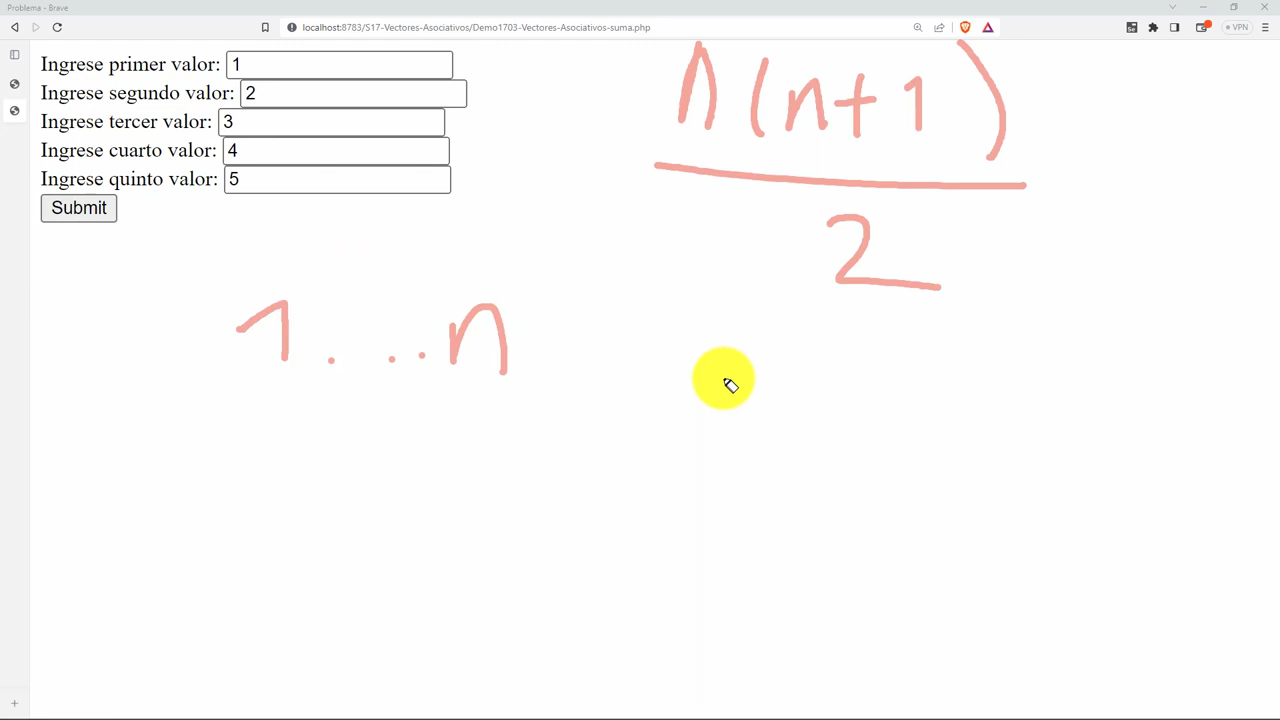 Problema - Brave
localhost:8783/S17-Vectores-Asociativos/Demo1703-Vectores-Asociativos-suma.php
VPN
Ingrese primer valor: 1
Ingrese segundo valor: 2
Ingrese tercer valor: 3
Ingrese cuarto valor: 4
Ingrese quinto valor: 5
Submit
n(n+1)
2
1...n